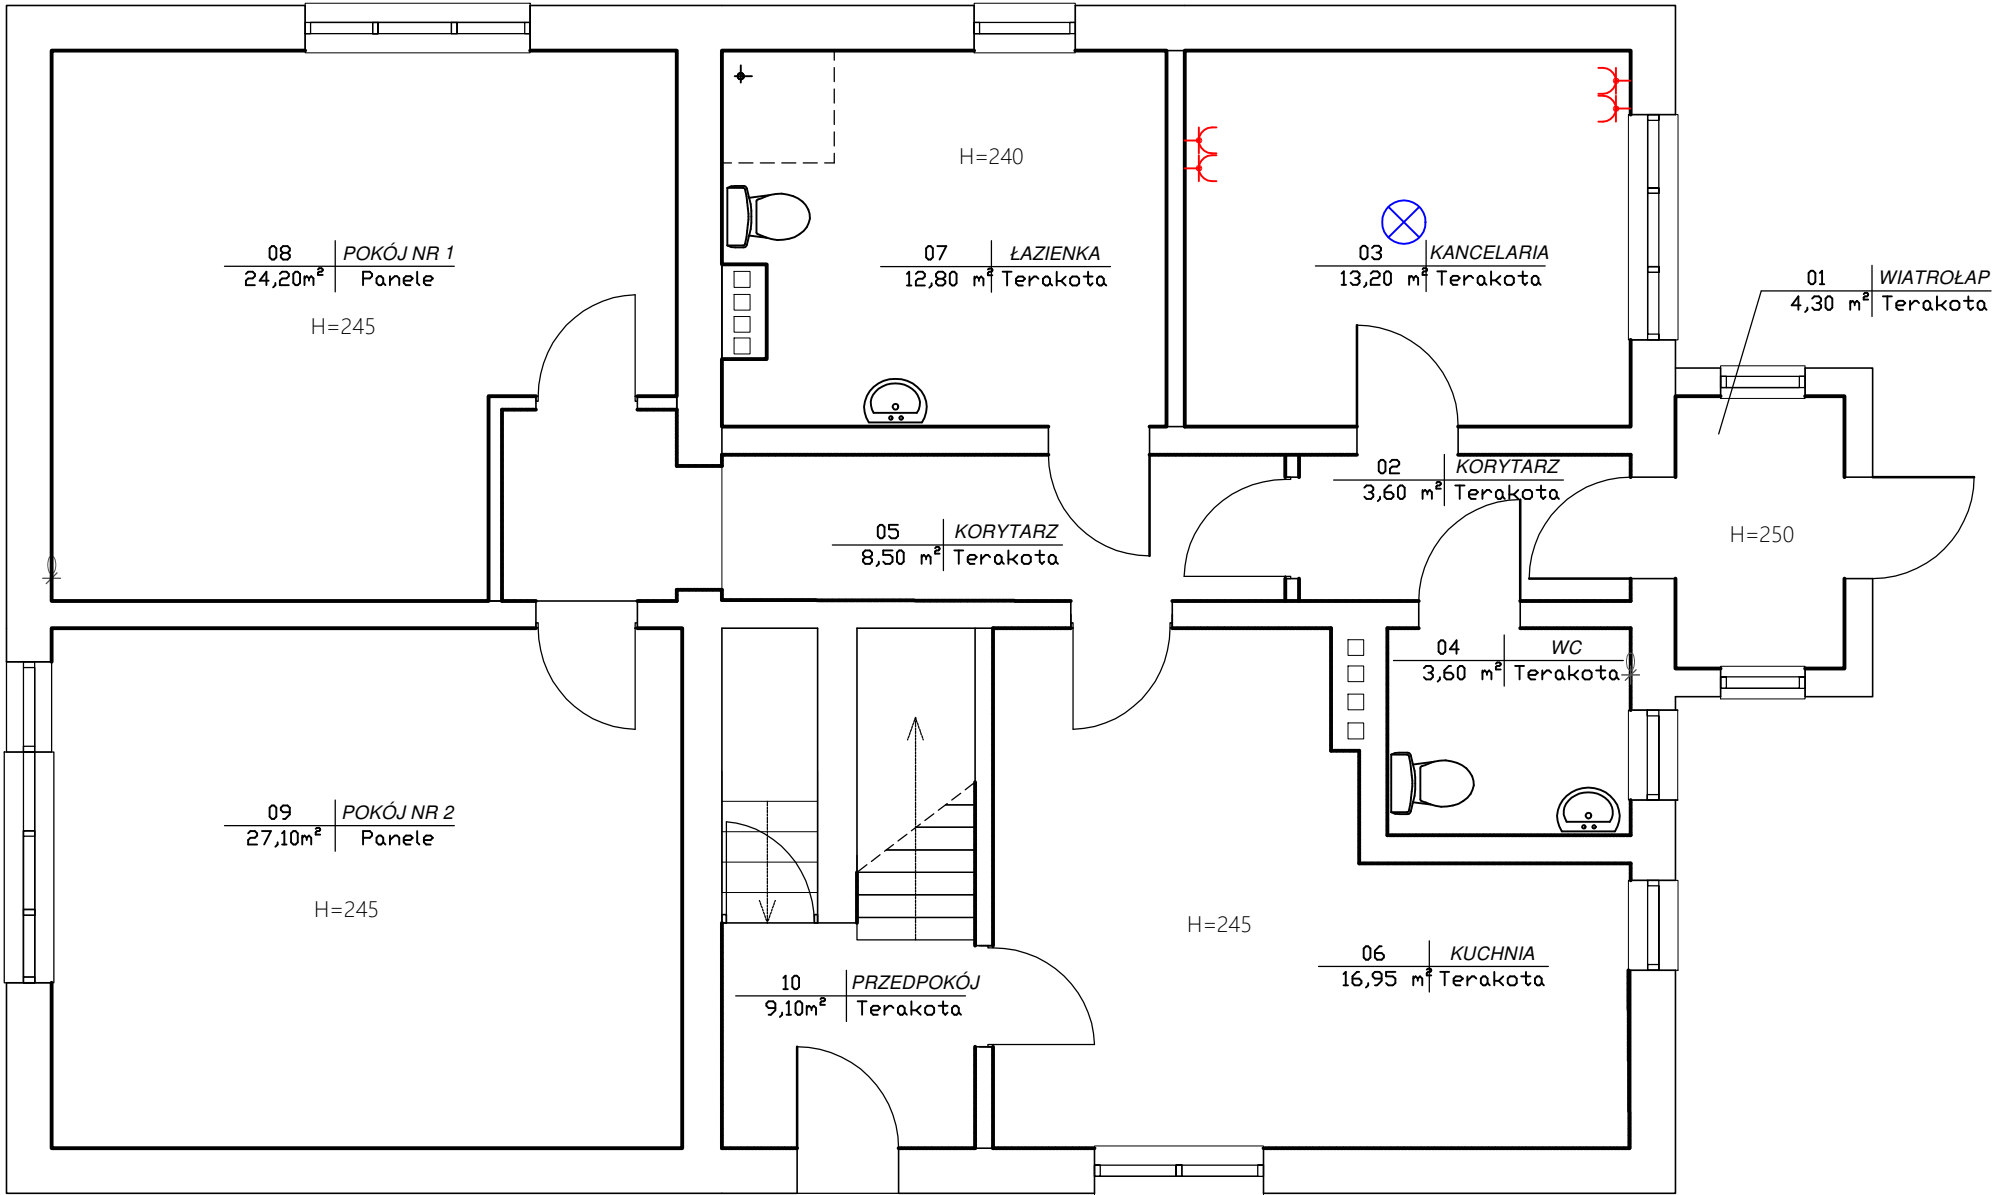 H=240
08 POKÓJ NR 1
24,20m² Panele
H=245
07 ŁAZIENKA
12,80 m² Terakota
03 KANCELARIA
13,20 m² Terakota
01 WIATROŁAP
4,30 m² Terakota
02 KORYTARZ
3,60 m² Terakota
05 KORYTARZ
8,50 m² Terakota
H=250
04 WC
3,60 m² Terakota
09 POKÓJ NR 2
27,10m² Panele
H=245
H=245
06 KUCHNIA
16,95 m² Terakota
10 PRZEDPOKÓJ
9,10m² Terakota